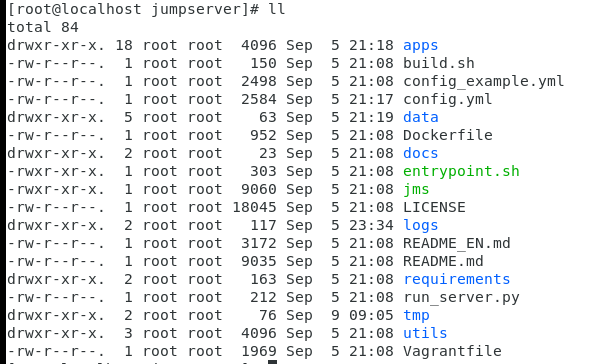 [root@localhost jumpserver]# ll
total 84
drwxr-xr-x. 18 root root  4096 Sep  5 21:18 apps
-rw-r--r--.  1 root root   150 Sep  5 21:08 build.sh
-rw-r--r--.  1 root root  2498 Sep  5 21:08 config_example.yml
-rw-r--r--.  1 root root  2584 Sep  5 21:17 config.yml
drwxr-xr-x.  5 root root    63 Sep  5 21:19 data
-rw-r--r--.  1 root root   952 Sep  5 21:08 Dockerfile
drwxr-xr-x.  2 root root    23 Sep  5 21:08 docs
-rwxr-xr-x.  1 root root   303 Sep  5 21:08 entrypoint.sh
-rwxr-xr-x.  1 root root  9060 Sep  5 21:08 jms
-rw-r--r--.  1 root root 18045 Sep  5 21:08 LICENSE
drwxr-xr-x.  2 root root   117 Sep  5 23:34 logs
-rw-r--r--.  1 root root  3172 Sep  5 21:08 README_EN.md
-rw-r--r--.  1 root root  9035 Sep  5 21:08 README.md
drwxr-xr-x.  2 root root   163 Sep  5 21:08 requirements
-rw-r--r--.  1 root root   212 Sep  5 21:08 run_server.py
drwxr-xr-x.  2 root root    76 Sep  9 09:05 tmp
drwxr-xr-x.  3 root root  4096 Sep  5 21:08 utils
-rw-r--r--.  1 root root  1969 Sep  5 21:08 Vagrantfile